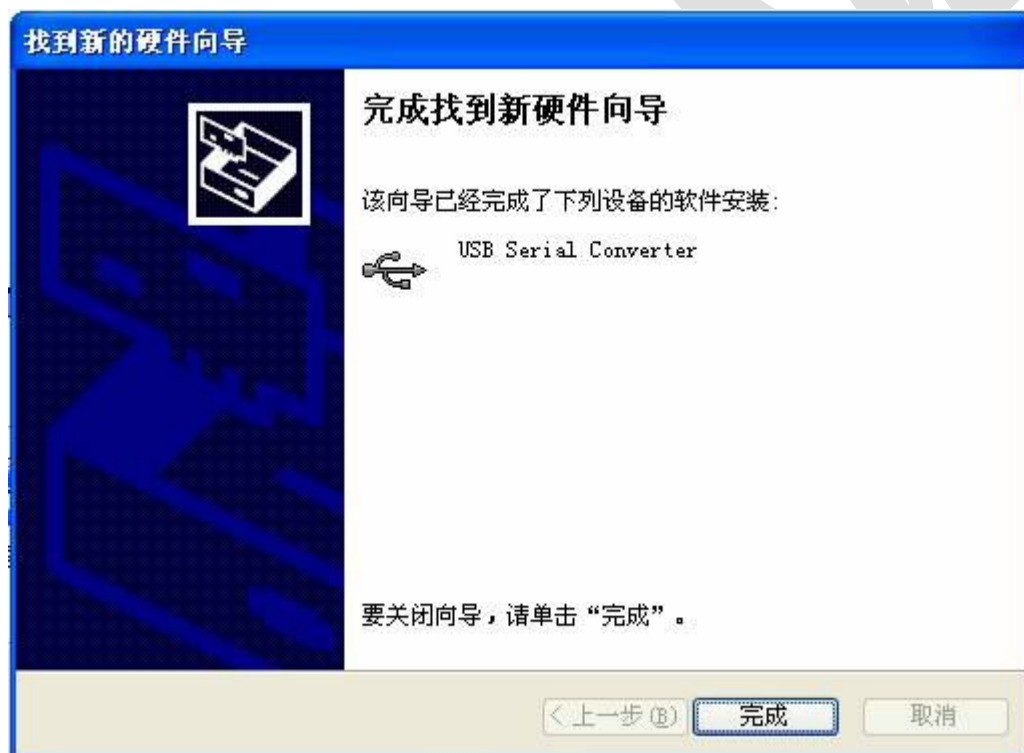 找到新的硬件向导
完成找到新硬件向导
该向导已经完成了下列设备的软件安装:
USB Serial Converter
要关闭向导，请单击“完成”。
< 上一步(B)
完成
取消